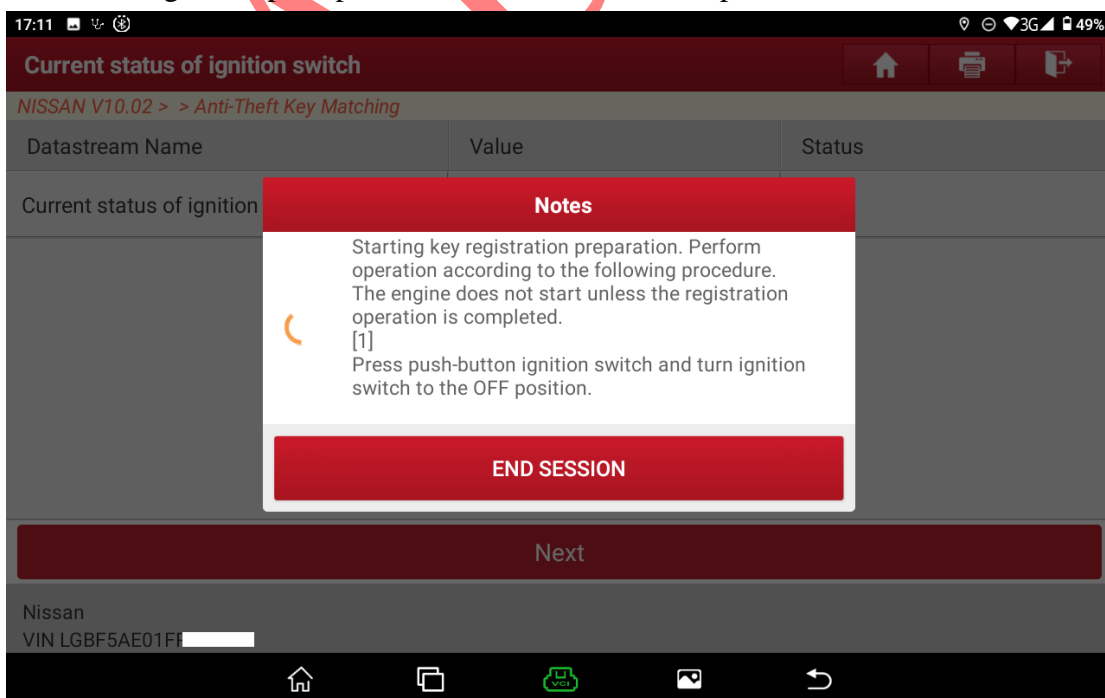 17:11 3G 49%
Current status of ignition switch
NISSAN V10.02 > > Anti-Theft Key Matching
Datastream Name Value Status
Current status of ignition
Notes
Starting key registration preparation. Perform
operation according to the following procedure.
The engine does not start unless the registration
operation is completed.
[1]
Press push-button ignition switch and turn ignition
switch to the OFF position.
END SESSION
Next
Nissan
VIN LGBF5AE01F
VCI